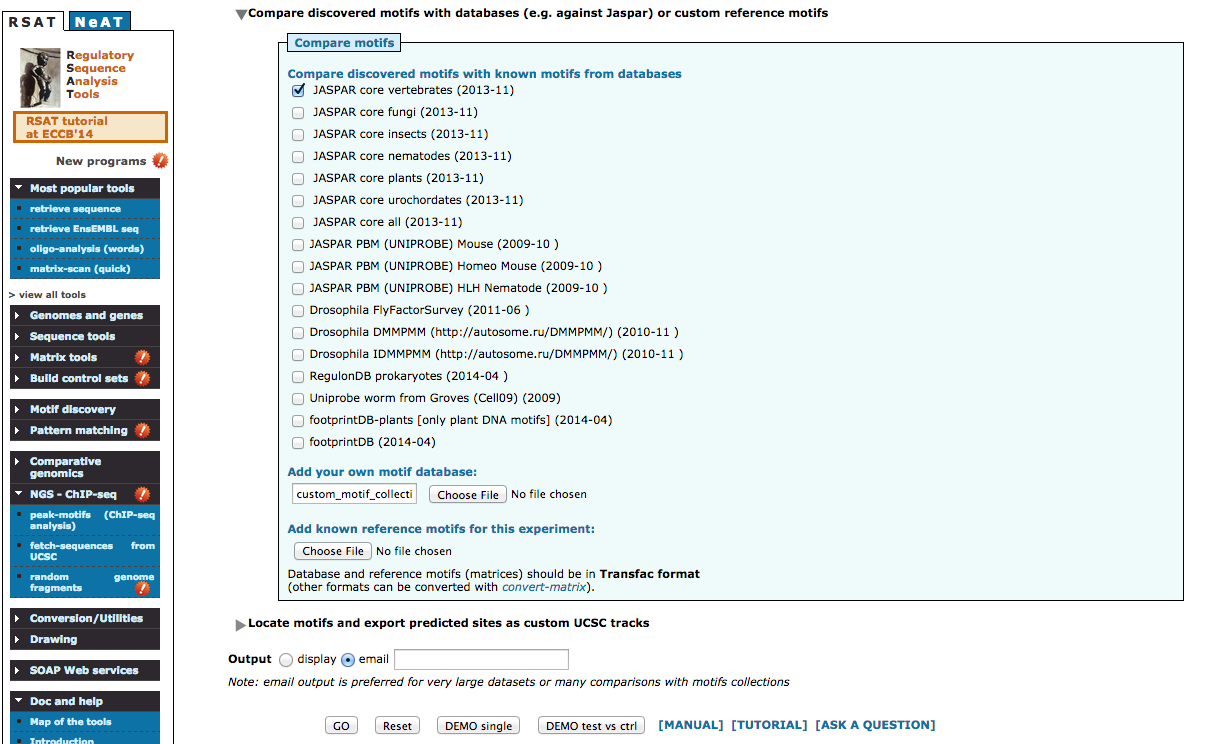 RSAT NeAT
Regulatory
Sequence
Analysis
Tools
RSAT tutorial
at ECCB'14
New programs
Most popular tools
retrieve sequence
retrieve EnsEMBL seq
oligo-analysis (words)
matrix-scan (quick)
> view all tools
Genomes and genes
Sequence tools
Matrix tools
Build control sets
Motif discovery
Pattern matching
Comparative
genomics
NGS - ChIP-seq
peak-motifs (ChIP-seq
analysis)
fetch-sequences from
UCSC
random genome
fragments
Conversion/Utilities
Drawing
SOAP Web services
Doc and help
Map of the tools
Introduction
Compare discovered motifs with databases (e.g. against Jaspar) or custom reference motifs
Compare motifs
Compare discovered motifs with known motifs from databases
JASPAR core vertebrates (2013-11)
JASPAR core fungi (2013-11)
JASPAR core insects (2013-11)
JASPAR core nematodes (2013-11)
JASPAR core plants (2013-11)
JASPAR core urochordates (2013-11)
JASPAR core all (2013-11)
JASPAR PBM (UNIPROBE) Mouse (2009-10 )
JASPAR PBM (UNIPROBE) Homeo Mouse (2009-10 )
JASPAR PBM (UNIPROBE) HLH Nematode (2009-10 )
Drosophila FlyFactorSurvey (2011-06 )
Drosophila DMMPMM (http://autosome.ru/DMMPMM/) (2010-11 )
Drosophila IDMMPMM (http://autosome.ru/DMMPMM/) (2010-11 )
RegulonDB prokaryotes (2014-04 )
Uniprobe worm from Groves (Cell09) (2009)
footprintDB-plants [only plant DNA motifs] (2014-04)
footprintDB (2014-04)
Add your own motif database:
custom_motif_collecti Choose File No file chosen
Add known reference motifs for this experiment:
Choose File No file chosen
Database and reference motifs (matrices) should be in Transfac format
(other formats can be converted with convert-matrix).
Locate motifs and export predicted sites as custom UCSC tracks
Output display email
Note: email output is preferred for very large datasets or many comparisons with motifs collections
GO Reset DEMO single DEMO test vs ctrl [MANUAL] [TUTORIAL] [ASK A QUESTION]